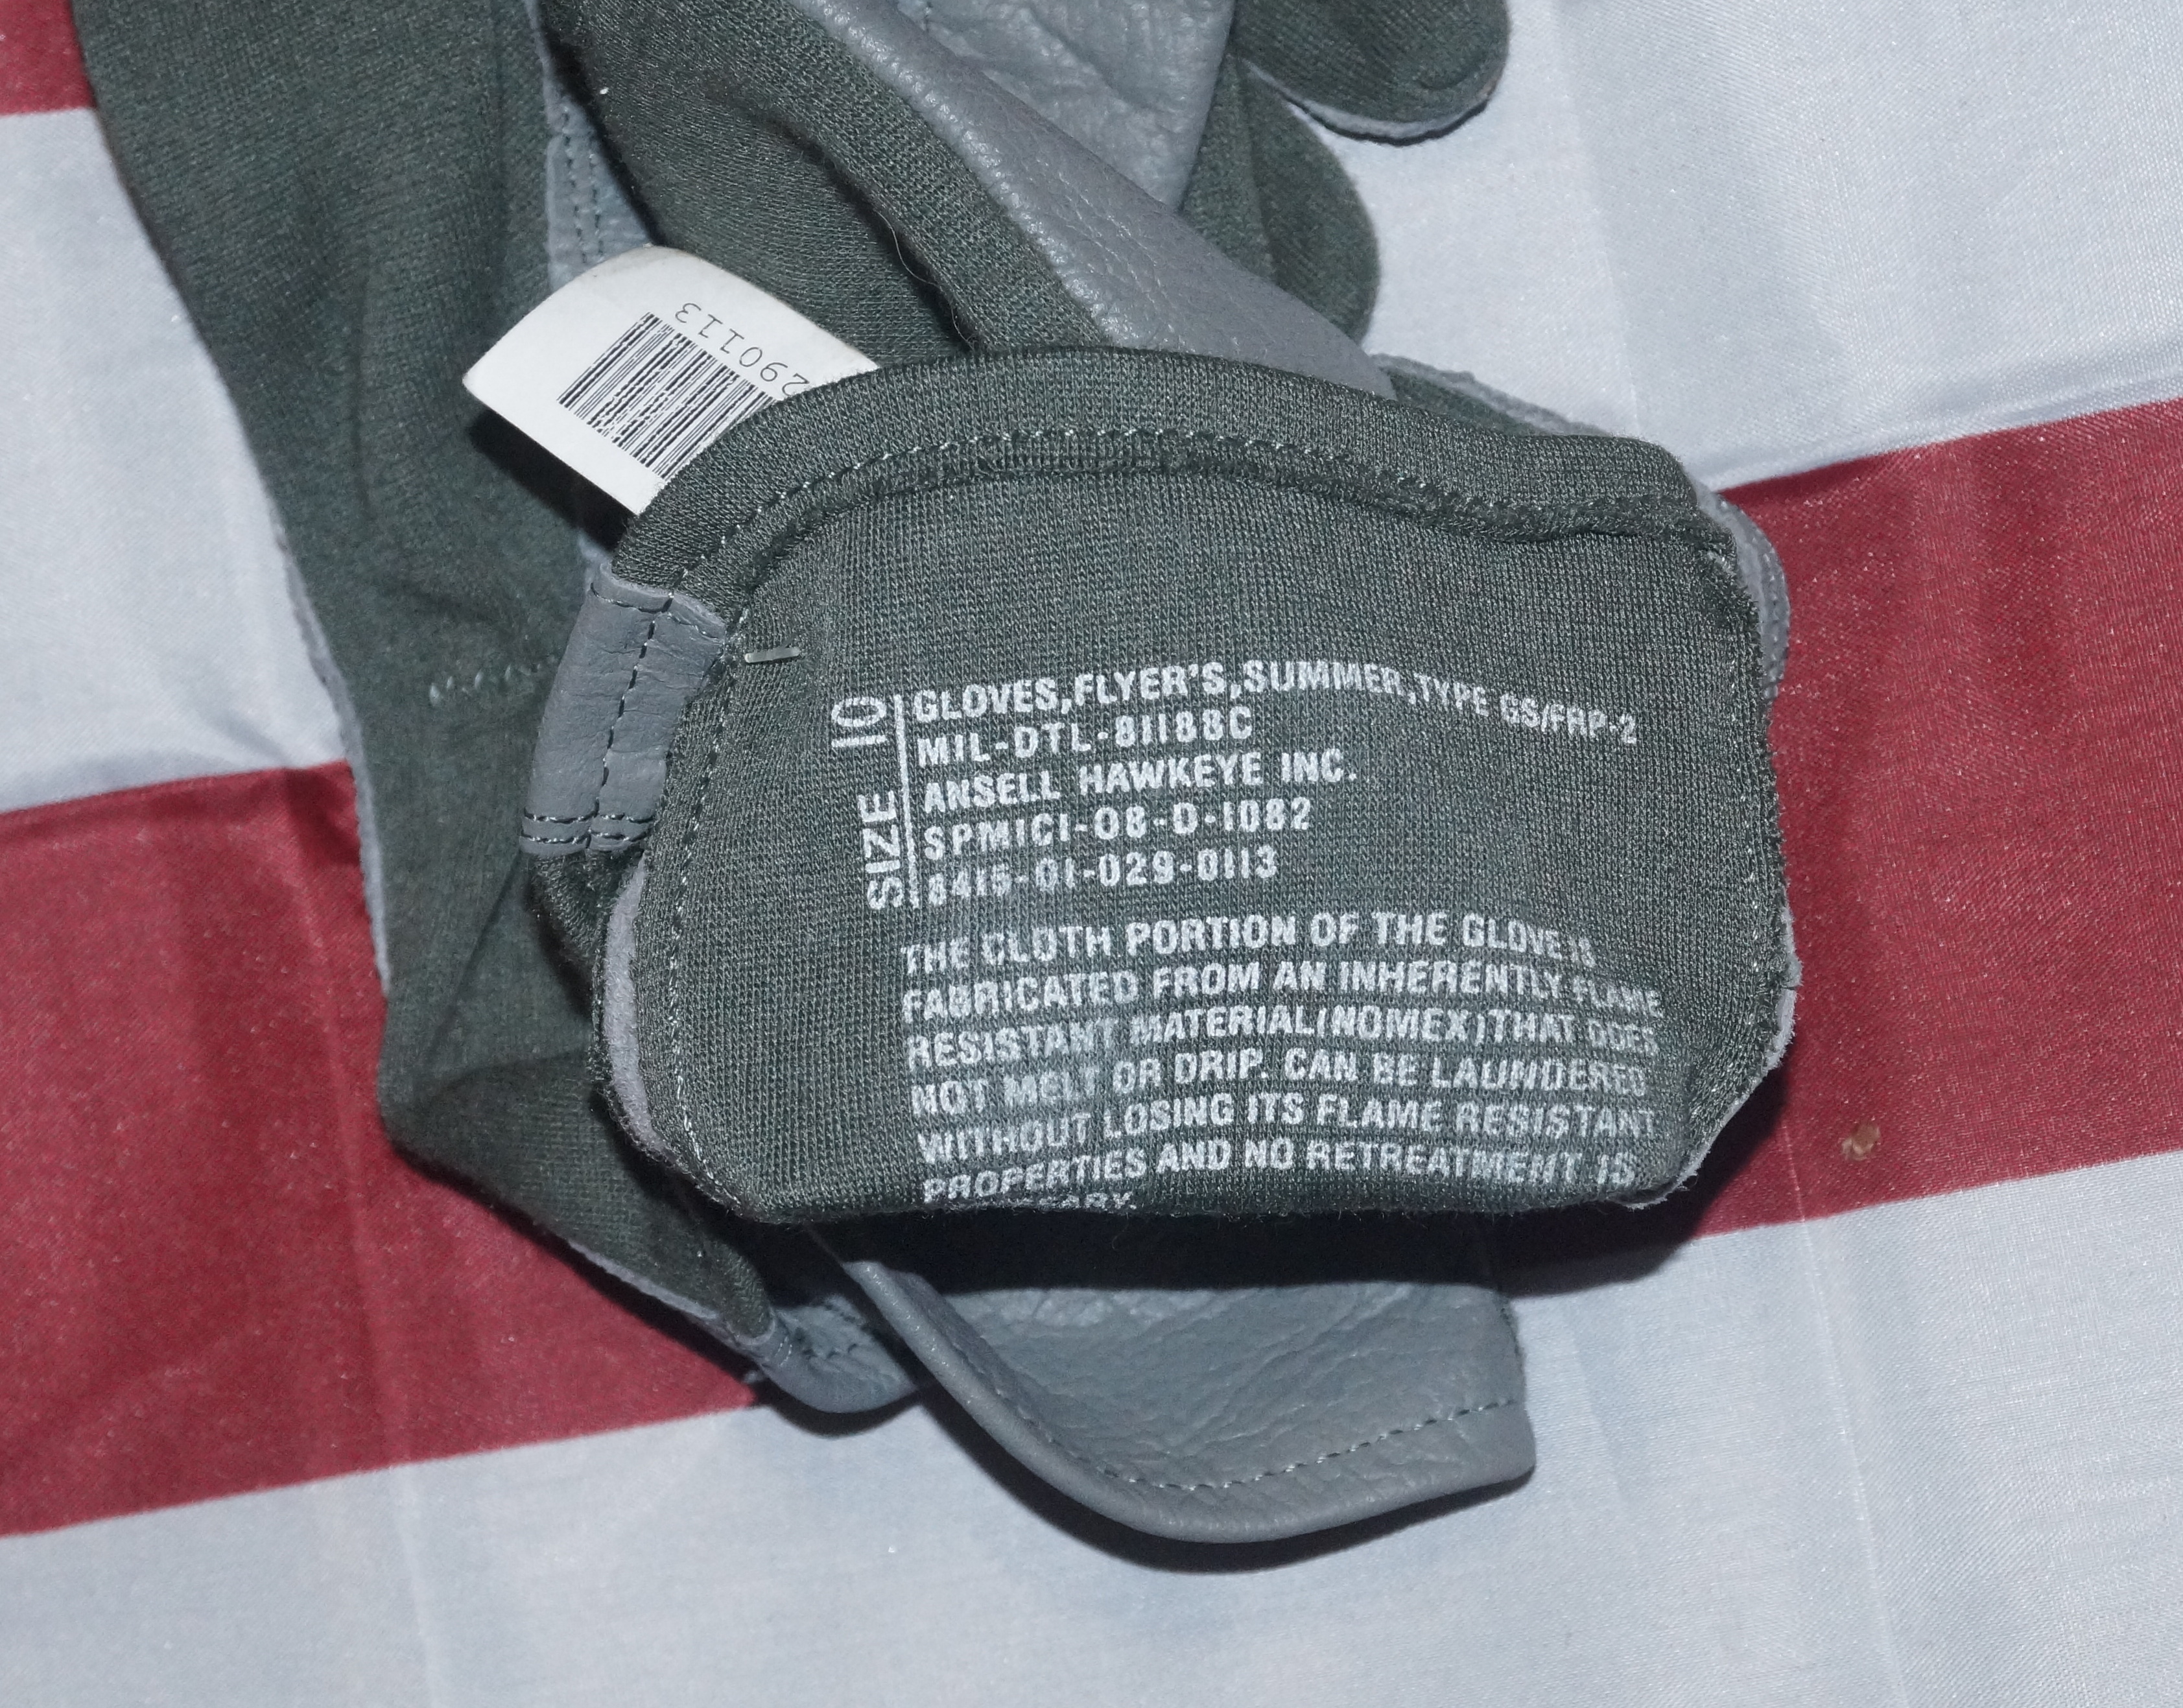 290113
SIZE 10
GLOVES,FLYER'S,SUMMER,TYPE GS/FRP-2
MIL-DTL-81188C
ANSELL HAWKEYE INC.
SPM1C1-08-D-1082
8415-01-029-0113
THE CLOTH PORTION OF THE GLOVE IS
FABRICATED FROM AN INHERENTLY FLAME
RESISTANT MATERIAL(NOMEX)THAT DOES
NOT MELT OR DRIP. CAN BE LAUNDERED
WITHOUT LOSING ITS FLAME RESISTANT
PROPERTIES AND NO RETREATMENT IS